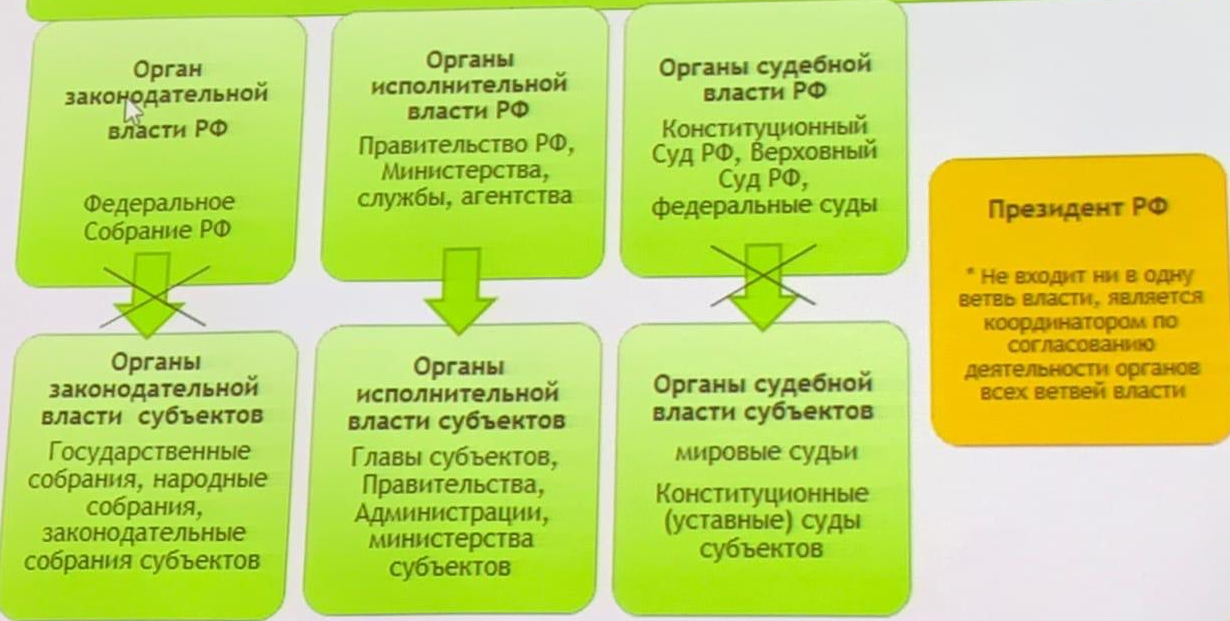 Орган
законодательной
власти РФ
Федеральное
Собрание РФ
Органы
исполнительной
власти РФ
Правительство РФ,
Министерства,
службы, агентства
Органы судебной
власти РФ
Конституционный
Суд РФ, Верховный
Суд РФ,
федеральные суды
Президент РФ
* Не входит ни в одну
ветвь власти, является
координатором по
согласованию
деятельности органов
всех ветвей власти
Органы
законодательной
власти субъектов
Государственные
собрания, народные
собрания,
законодательные
собрания субъектов
Органы
исполнительной
власти субъектов
Главы субъектов,
Правительства,
Администрации,
министерства
субъектов
Органы судебной
власти субъектов
мировые судьи
Конституционные
(уставные) суды
субъектов